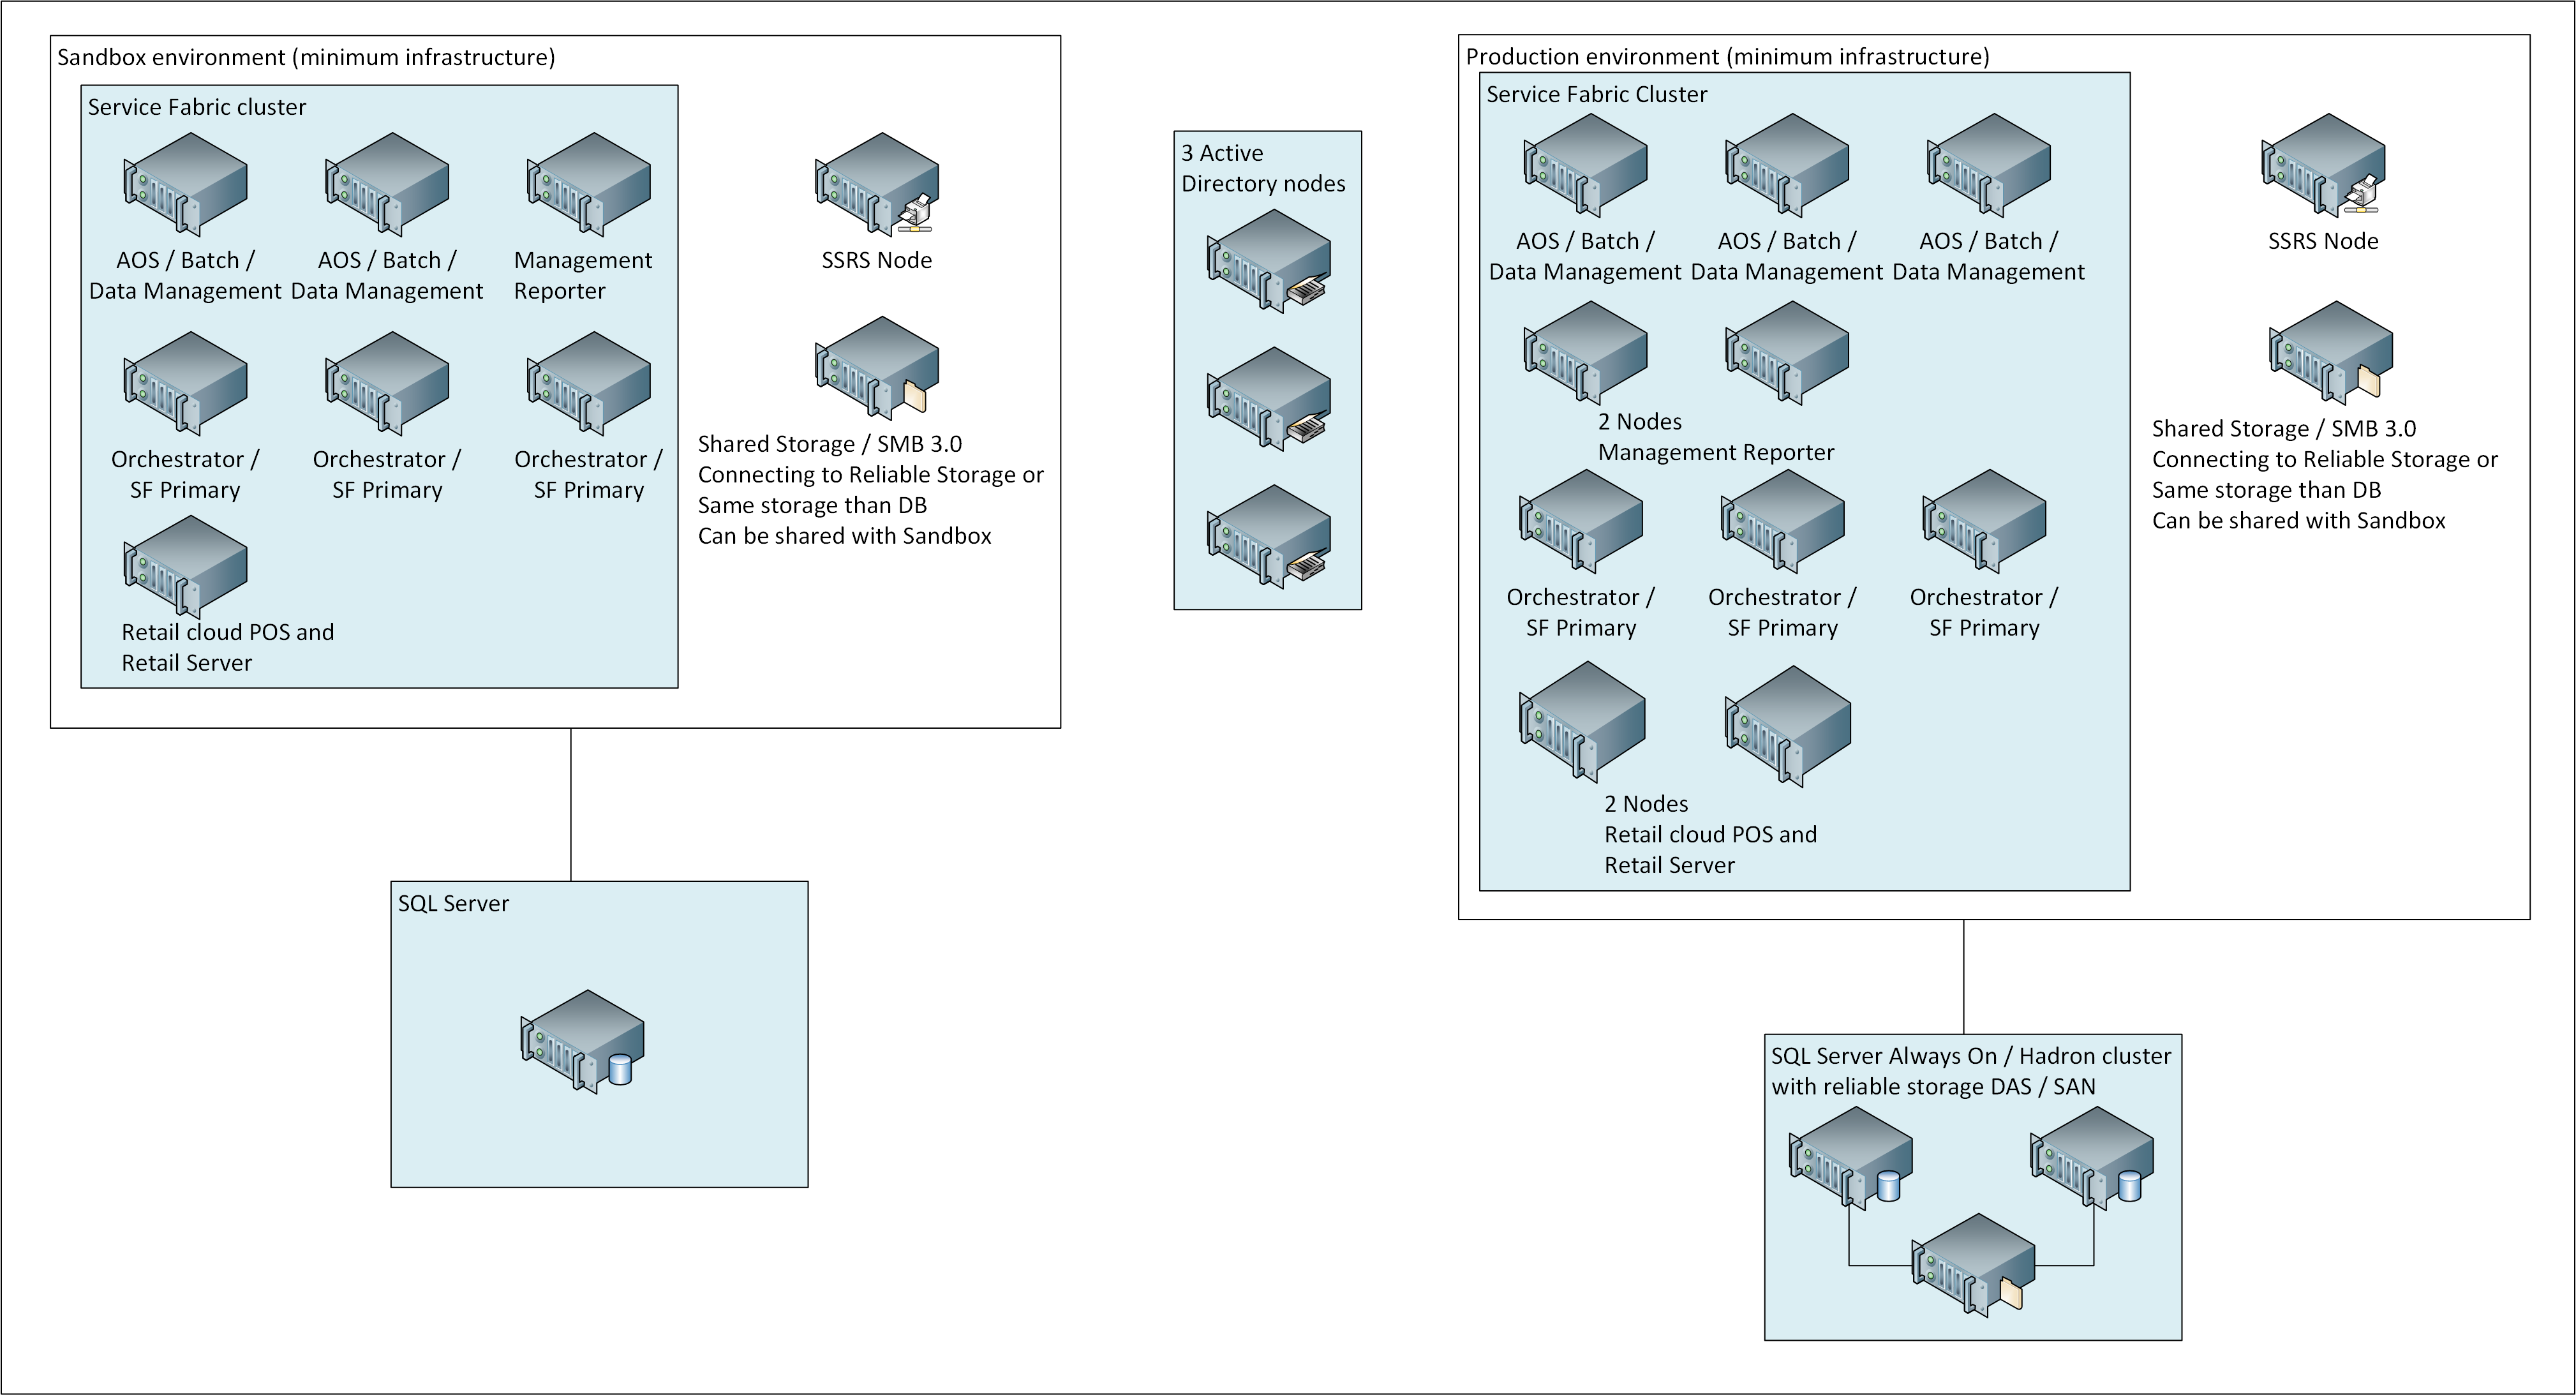 Sandbox environment (minimum infrastructure)
Service Fabric cluster
AOS / Batch /
Data Management
AOS / Batch /
Data Management
Management
Reporter
Orchestrator /
SF Primary
Orchestrator /
SF Primary
Orchestrator /
SF Primary
Retail cloud POS and
Retail Server
SSRS Node
Shared Storage / SMB 3.0
Connecting to Reliable Storage or
Same storage than DB
Can be shared with Sandbox
SQL Server
3 Active
Directory nodes
Production environment (minimum infrastructure)
Service Fabric Cluster
AOS / Batch /
Data Management
AOS / Batch /
Data Management
AOS / Batch /
Data Management
2 Nodes
Management Reporter
Orchestrator /
SF Primary
Orchestrator /
SF Primary
Orchestrator /
SF Primary
2 Nodes
Retail cloud POS and
Retail Server
SSRS Node
Shared Storage / SMB 3.0
Connecting to Reliable Storage or
Same storage than DB
Can be shared with Sandbox
SQL Server Always On / Hadron cluster
with reliable storage DAS / SAN